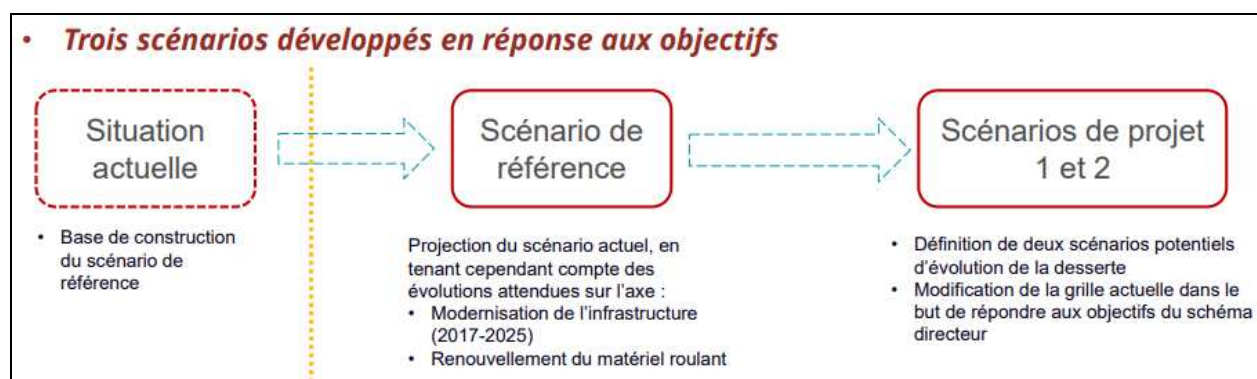 • Trois scénarios développés en réponse aux objectifs
Situation
actuelle
Scénario de
référence
Scénarios de projet
1 et 2
• Base de construction
du scénario de
référence
Projection du scénario actuel, en
tenant cependant compte des
évolutions attendues sur l'axe :
• Modernisation de l'infrastructure
(2017-2025)
• Renouvellement du matériel roulant
• Définition de deux scénarios potentiels
d'évolution de la desserte
• Modification de la grille actuelle dans le
but de répondre aux objectifs du schéma
directeur